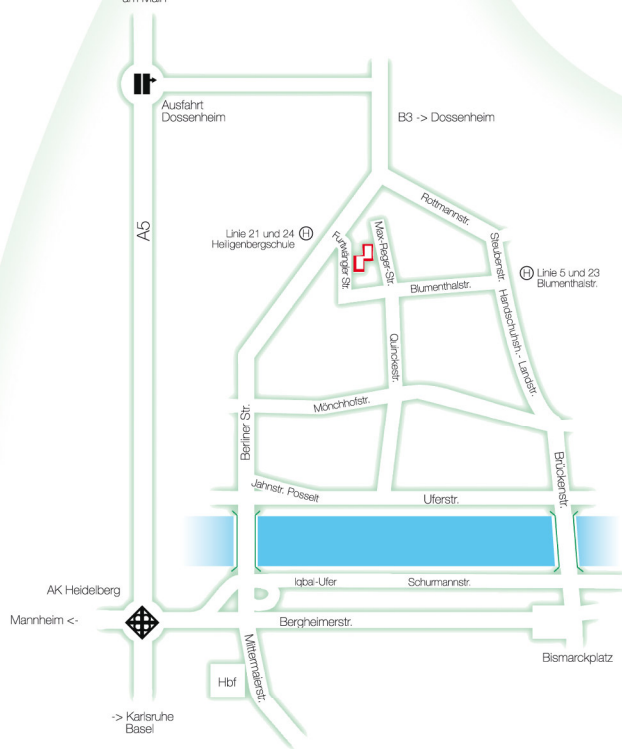 am Main
Ausfahrt
Dossenheim
B3 -> Dossenheim
A5
Rottmannstr.
Linie 21 und 24 H
Heiligenbergschule
Furtwängler Str.
Max-Reger-Str.
Steubenstr.
H Linie 5 und 23
Blumenthalstr.
Blumenthalstr.
Handschuhsh.- Landstr.
Quinckestr.
Mönchhofstr.
Berliner Str.
Brückenstr.
Jahnstr. Posselt
Uferstr.
Iqbal-Ufer
Schurmannstr.
AK Heidelberg
Mannheim <-
Bergheimerstr.
Mittermaierstr.
Bismarckplatz
Hbf
-> Karlsruhe
Basel